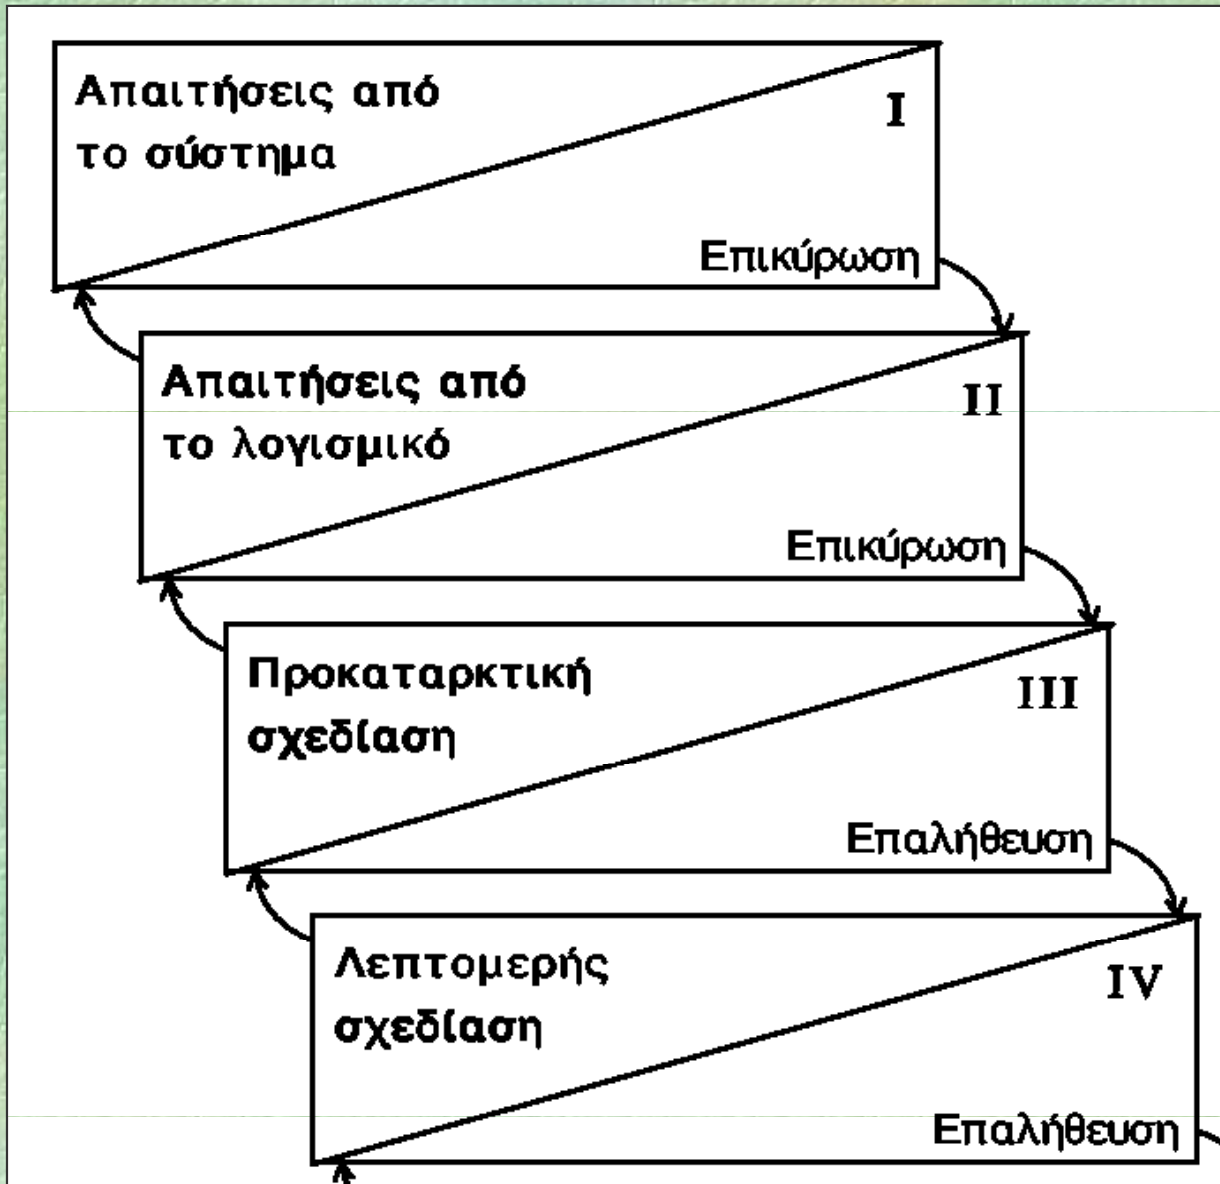 Απαιτήσεις από
το σύστημα
I
Επικύρωση
Απαιτήσεις από
το λογισμικό
II
Επικύρωση
Προκαταρκτική
σχεδίαση
III
Επαλήθευση
Λεπτομερής
σχεδίαση
IV
Επαλήθευση